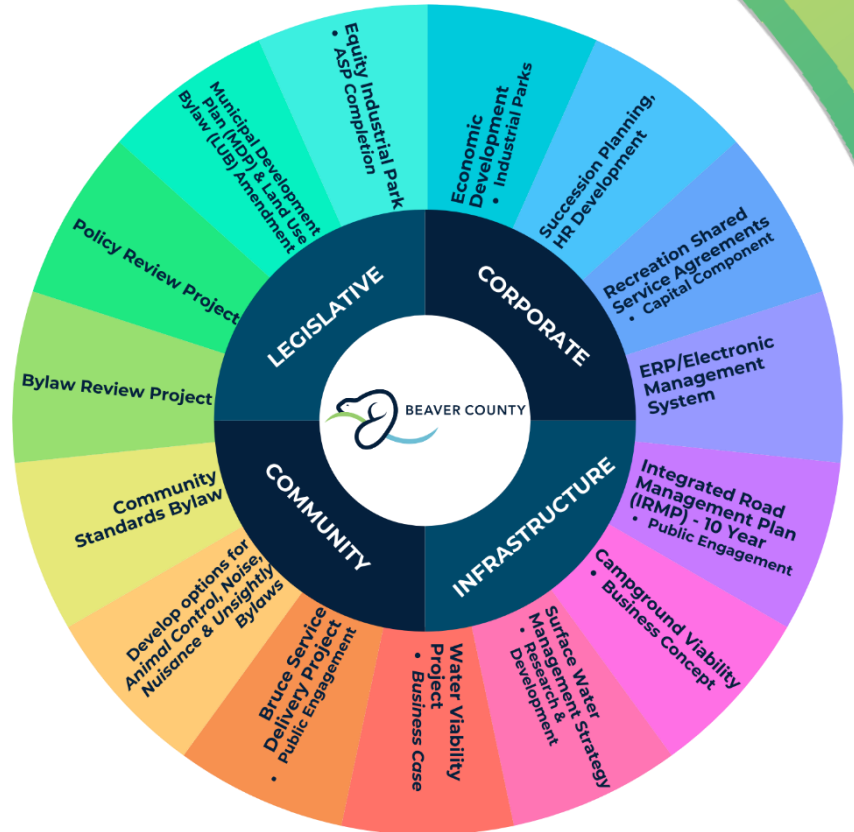 BEAVER COUNTY
LEGISLATIVE
CORPORATE
INFRASTRUCTURE
COMMUNITY
Economic
Development
• Industrial Parks
Succession Planning,
HR Development
Recreation Shared
Service Agreements
• Capital Component
ERP/Electronic
Management
System
Integrated Road
Management Plan
(IRMP) - 10 Year
• Public Engagement
Campground Viability
• Business Concept
Surface Water
Management Strategy
• Research &
Development
Water Viability
Project
• Business Case
Bruce Service
Delivery Project
• Public Engagement
Develop options for
Animal Control, Noise,
Nuisance & Unsightly
Bylaws
Community
Standards Bylaw
Bylaw Review Project
Policy Review Project
Municipal Development
Plan (MDP) & Land Use
Bylaw (LUB) Amendment
Equity Industrial Park
• ASP Completion